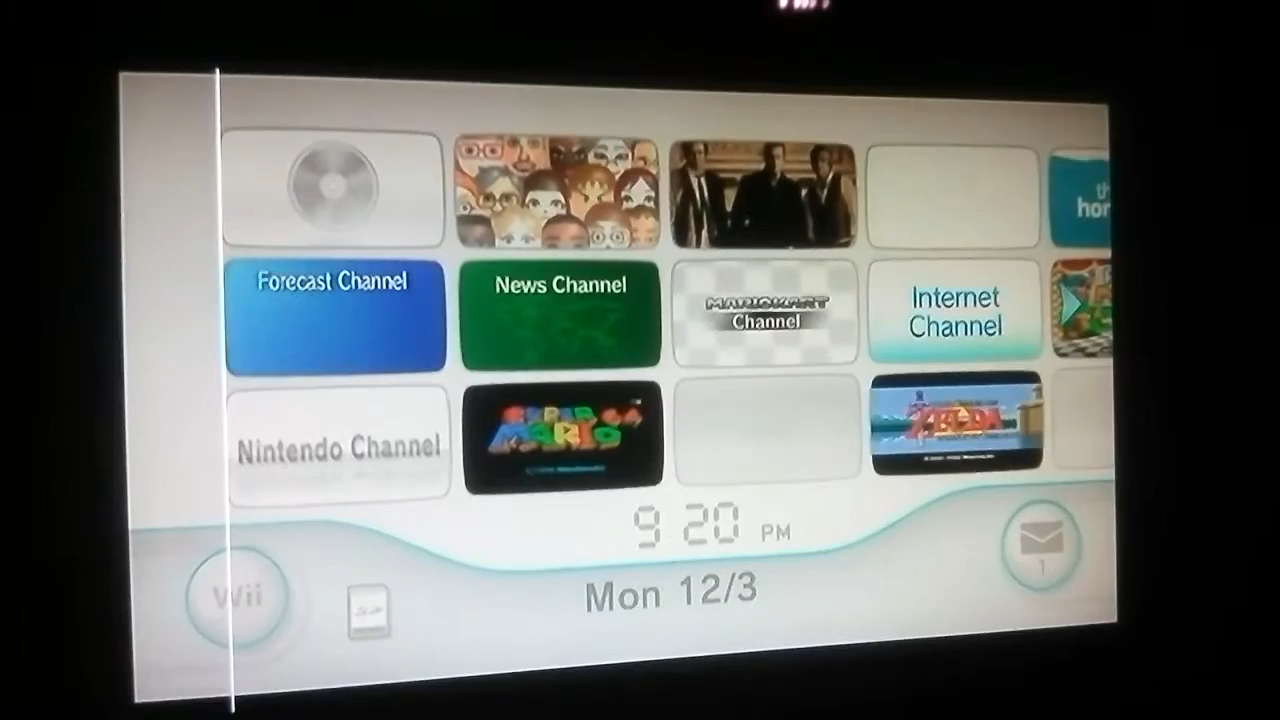 Forecast Channel
News Channel
MARIOKART
Channel
Internet
Channel
Nintendo Channel
SUPER
MARIO 64
ZELDA
9 20 PM
Wii
Mon 12/3
1